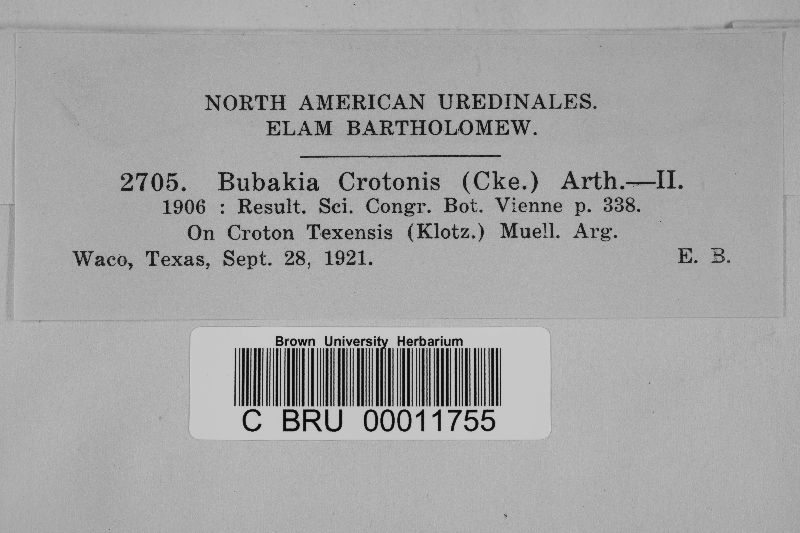 NORTH AMERICAN UREDINALES.
ELAM BARTHOLOMEW.
2705. Bubakia Crotonis (Cke.) Arth.—II.
1906 : Result. Sci. Congr. Bot. Vienne p. 338.
On Croton Texensis (Klotz.) Muell. Arg.
Waco, Texas, Sept. 28, 1921. E. B.
Brown University Herbarium
C BRU 00011755